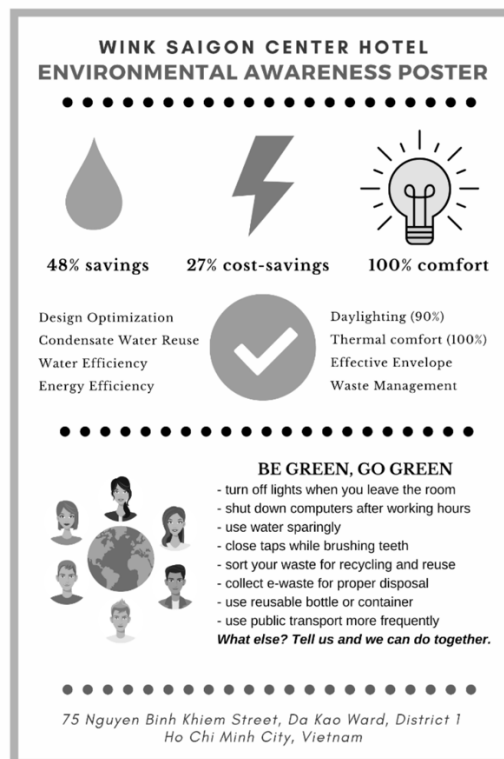 WINK SAIGON CENTER HOTEL
ENVIRONMENTAL AWARENESS POSTER
48% savings
27% cost-savings
100% comfort
Design Optimization
Condensate Water Reuse
Water Efficiency
Energy Efficiency
Daylighting (90%)
Thermal comfort (100%)
Effective Envelope
Waste Management
BE GREEN, GO GREEN
- turn off lights when you leave the room
- shut down computers after working hours
- use water sparingly
- close taps while brushing teeth
- sort your waste for recycling and reuse
- collect e-waste for proper disposal
- use reusable bottle or container
- use public transport more frequently
What else? Tell us and we can do together.
75 Nguyen Binh Khiem Street, Da Kao Ward, District 1
Ho Chi Minh City, Vietnam